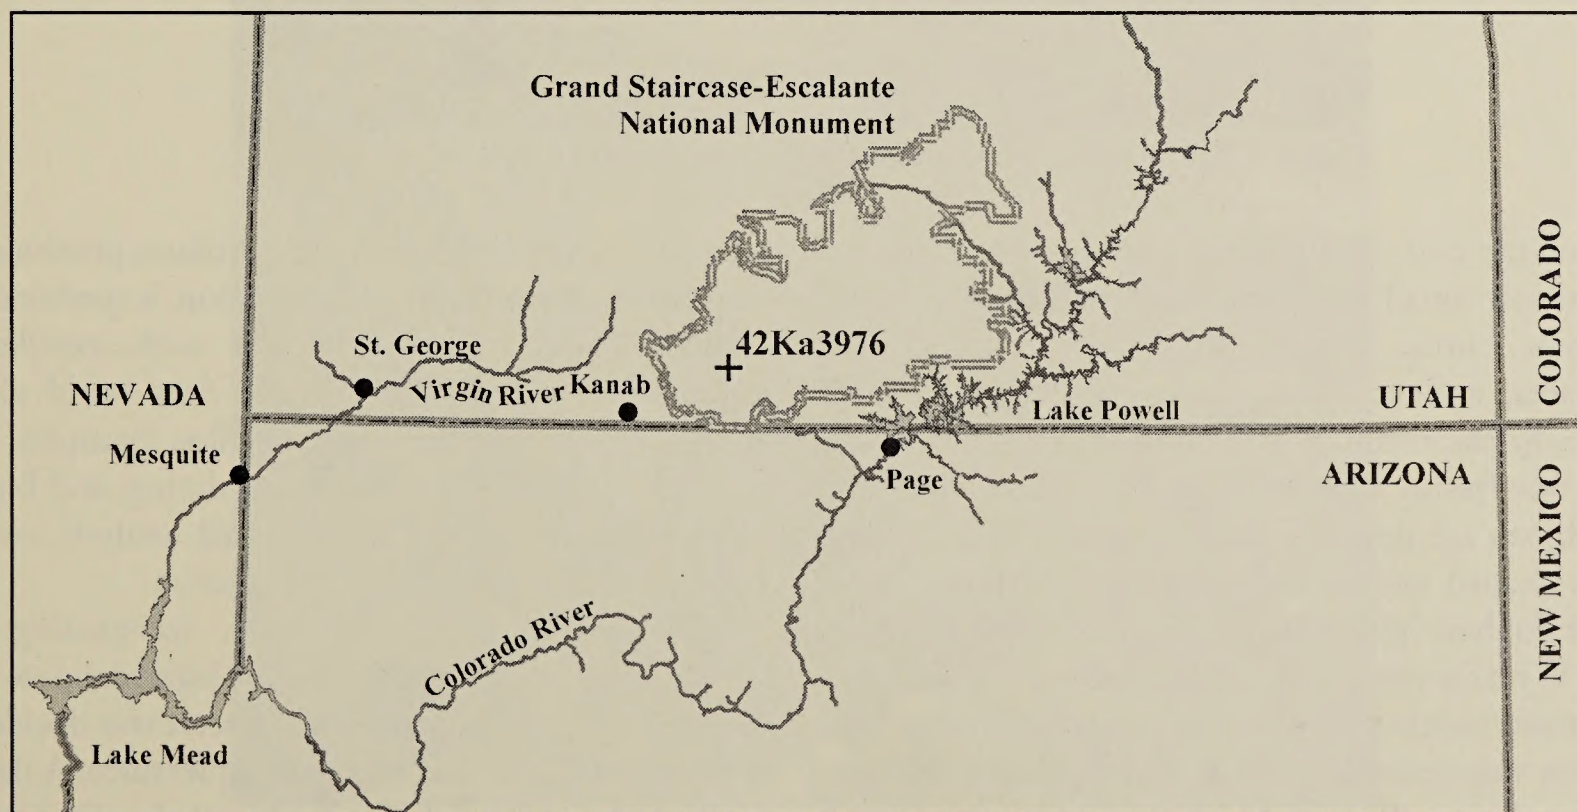 Grand Staircase-Escalante
National Monument
COLORADO
St. George
42Ka3976
Virgin River
Kanab
NEVADA
UTAH
Lake Powell
Mesquite
Page
ARIZONA
NEW MEXICO
Colorado River
Lake Mead